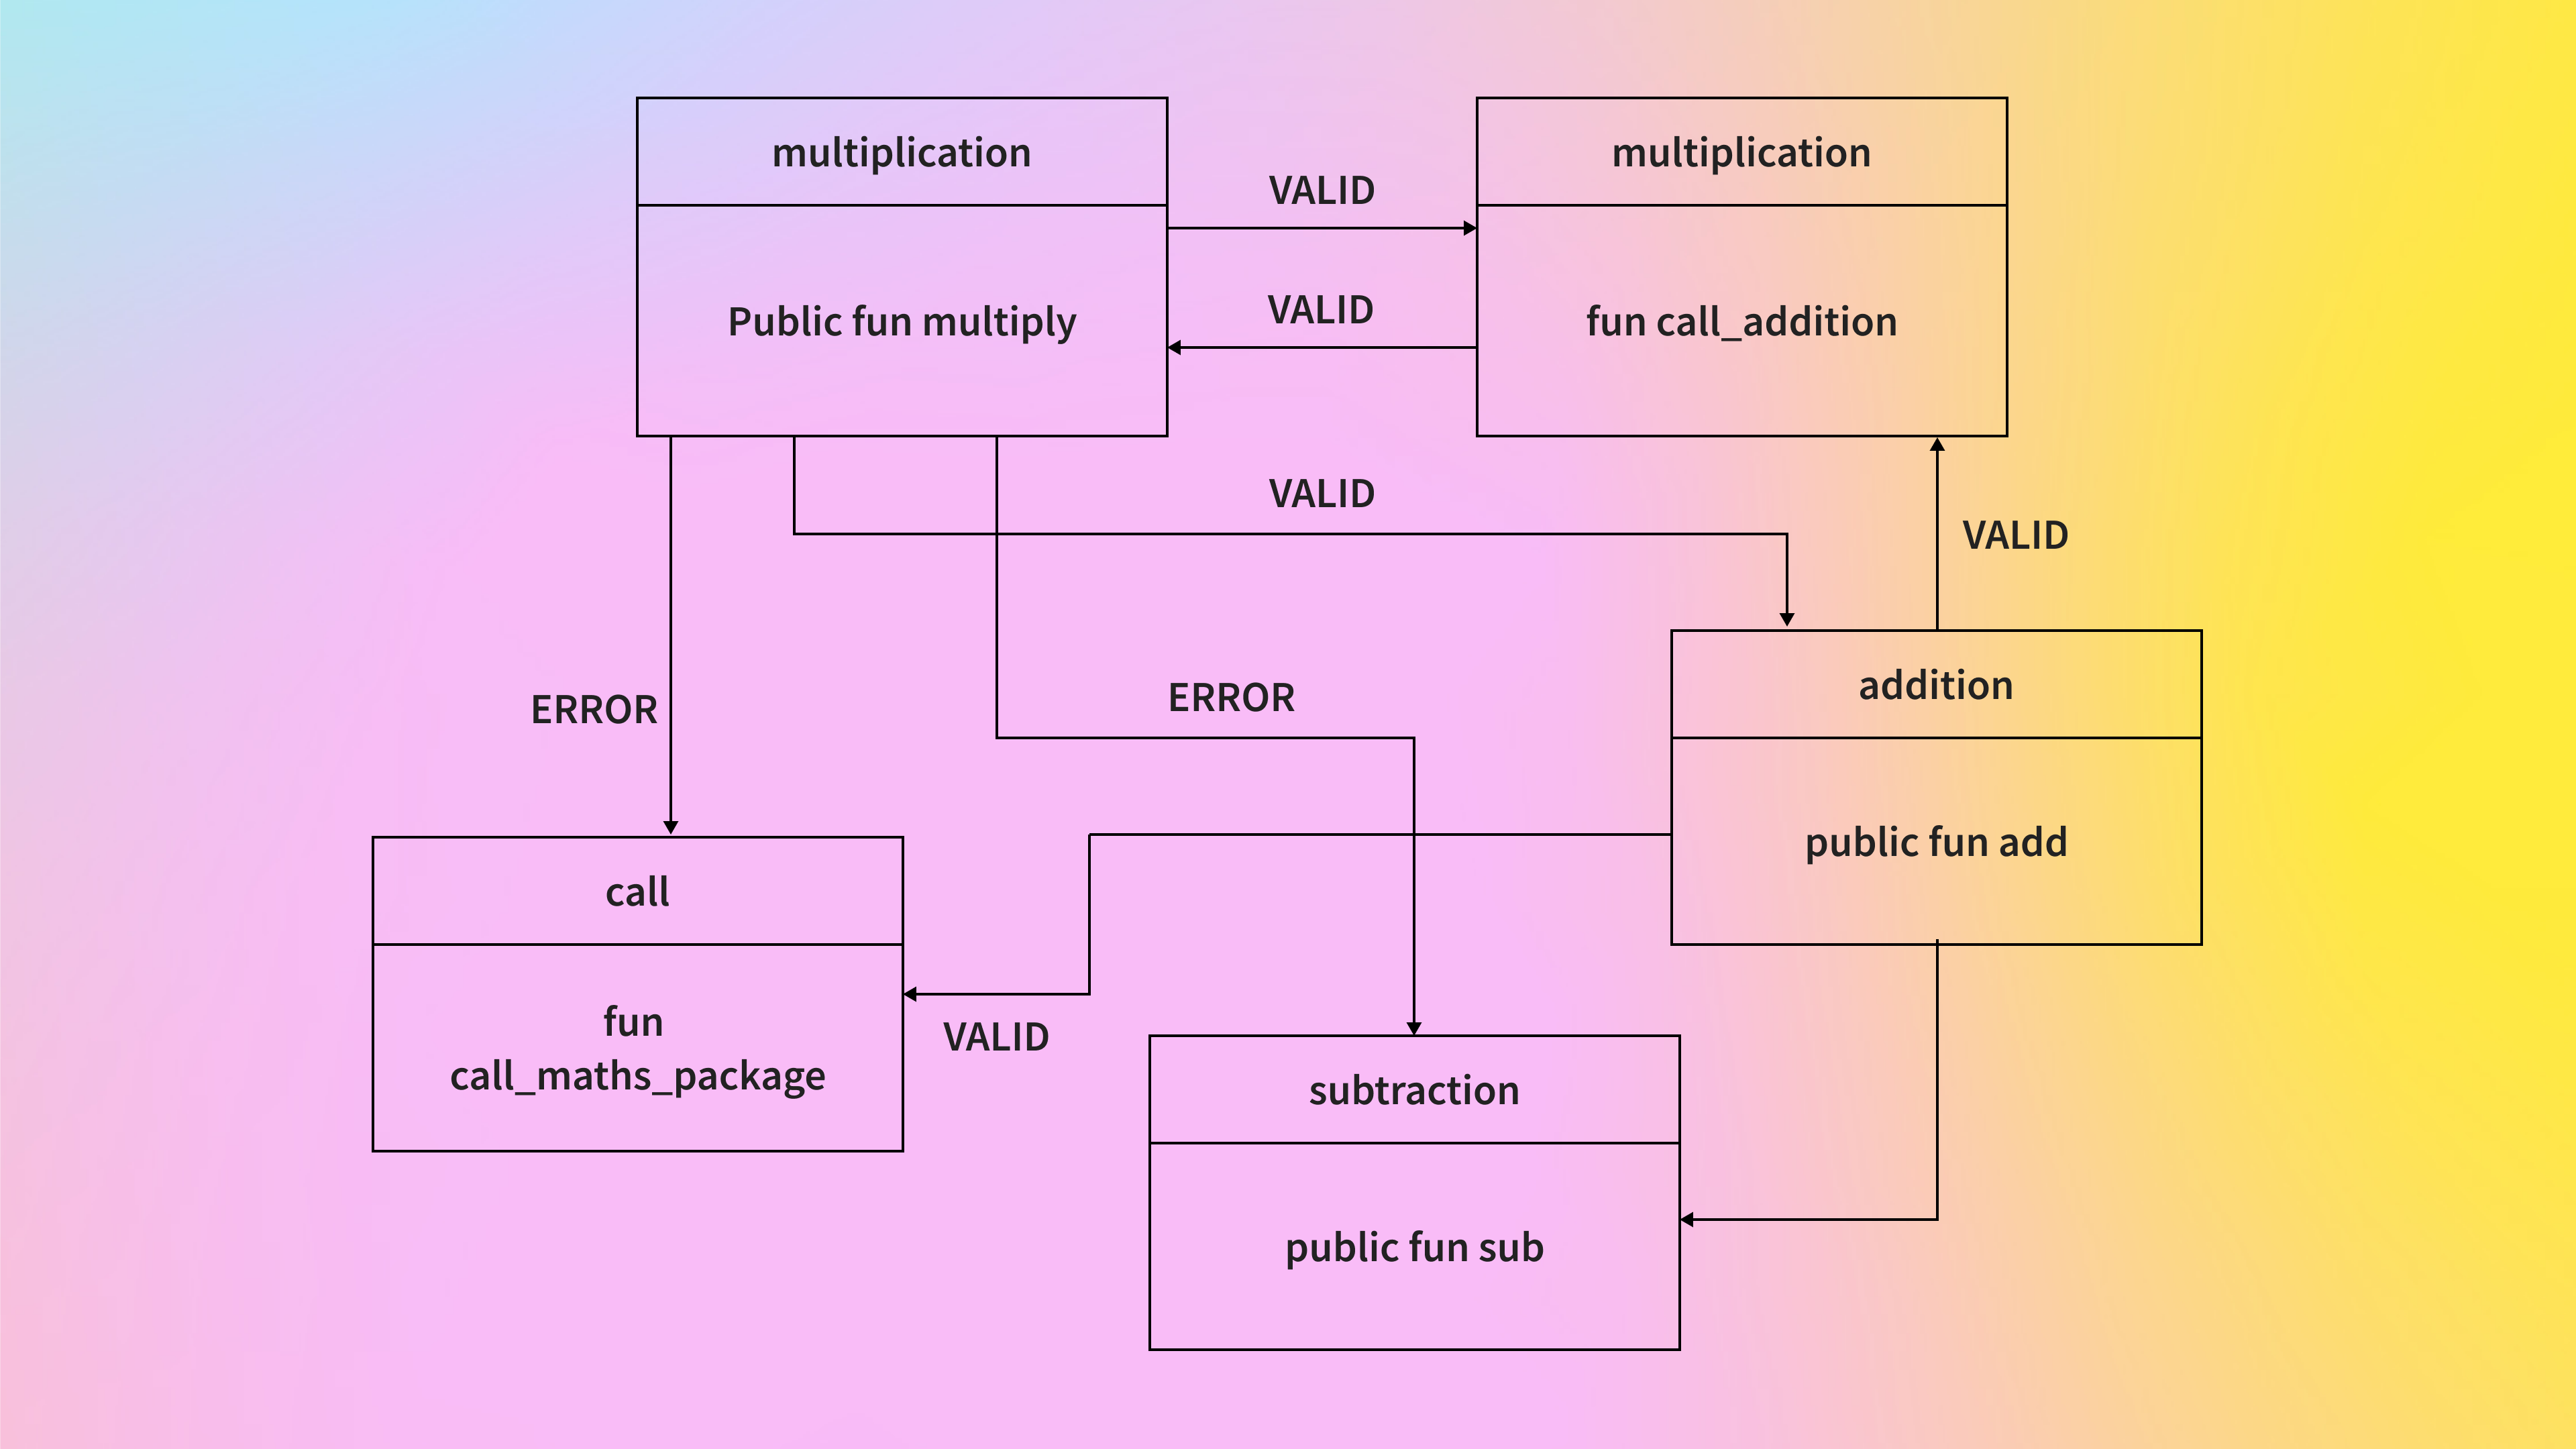 multiplication
Public fun multiply
VALID
VALID
multiplication
fun call_addition
VALID
VALID
ERROR
ERROR
addition
public fun add
call
fun
call_maths_package
VALID
subtraction
public fun sub